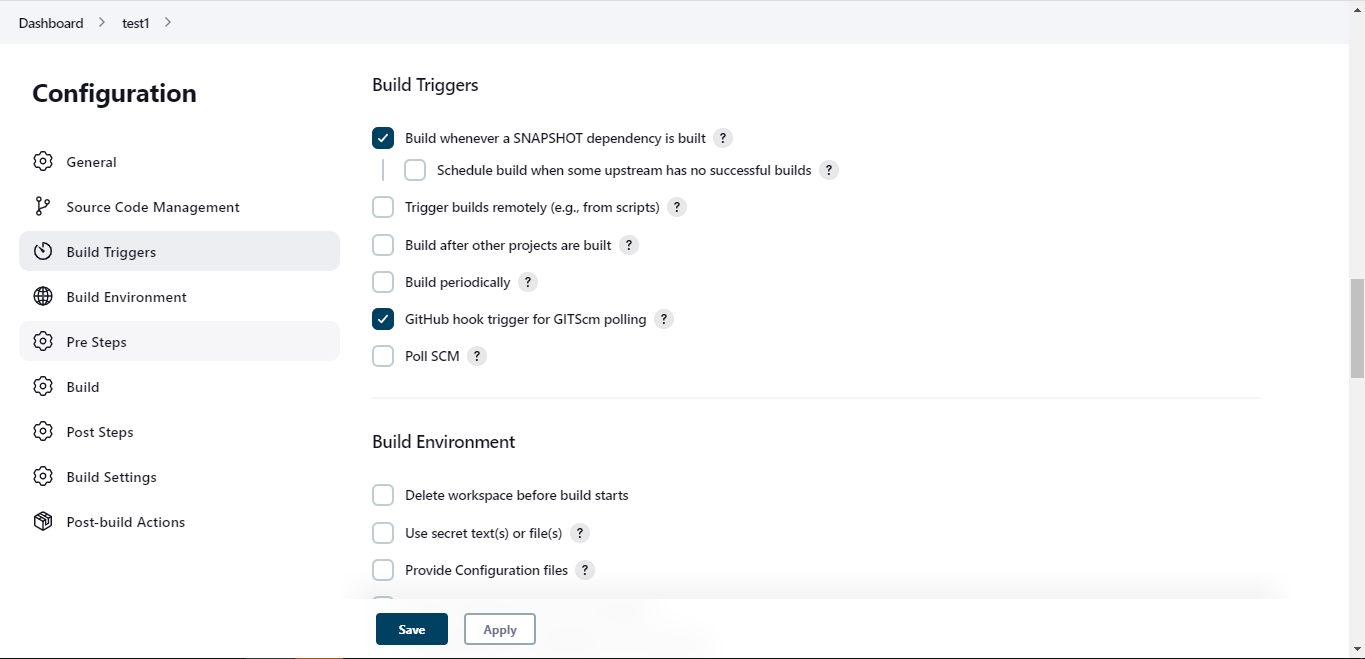 Dashboard > test1 >
Configuration
General
Source Code Management
Build Triggers
Build Environment
Pre Steps
Build
Post Steps
Build Settings
Post-build Actions
Build Triggers
Build whenever a SNAPSHOT dependency is built ?
Schedule build when some upstream has no successful builds ?
Trigger builds remotely (e.g., from scripts) ?
Build after other projects are built ?
Build periodically ?
GitHub hook trigger for GITScm polling ?
Poll SCM ?
Build Environment
Delete workspace before build starts
Use secret text(s) or file(s) ?
Provide Configuration files ?
Save Apply